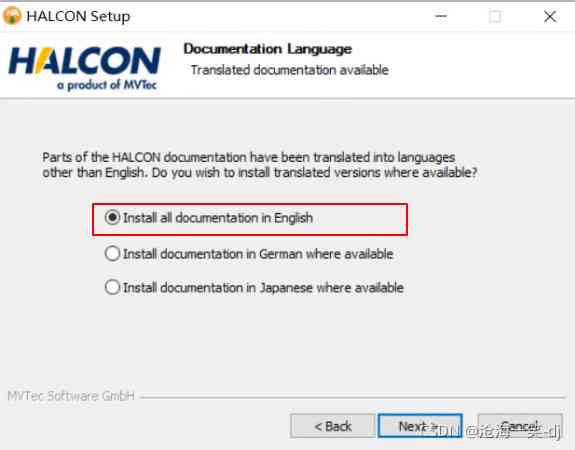 HALCON Setup
HALCON
a product of MVTec
Documentation Language
Translated documentation available
Parts of the HALCON documentation have been translated into languages
other than English. Do you wish to install translated versions where available?
Install all documentation in English
Install documentation in German where available
Install documentation in Japanese where available
MVTec Software GmbH
< Back
Next >
Cancel
CSDN @沧海一笑-dj